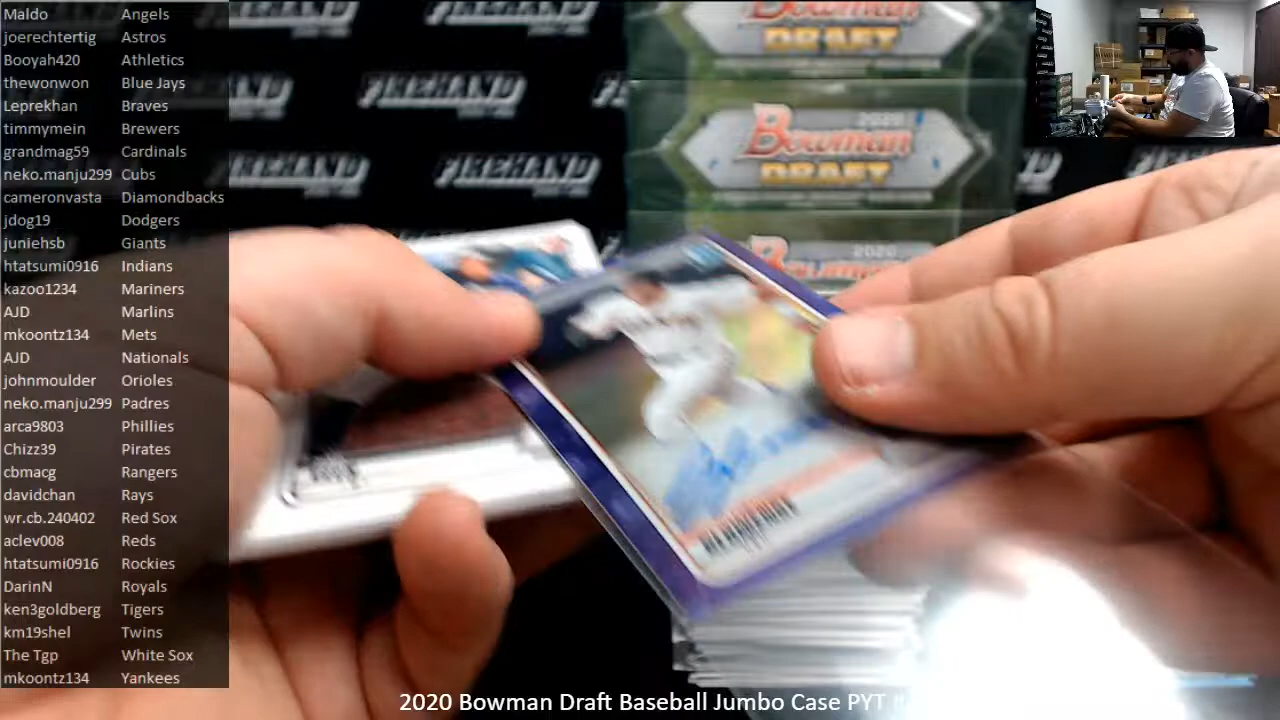 Maldo Angels
joerechtertig Astros
Booyah420 Athletics
thewonwon Blue Jays
Leprekhan Braves
timmymein Brewers
grandmag59 Cardinals
neko.manju299 Cubs
cameronvasta Diamondbacks
jdog19 Dodgers
juniehsb Giants
htatsumi0916 Indians
kazoo1234 Mariners
AJD Marlins
mkoontz134 Mets
AJD Nationals
johnmoulder Orioles
neko.manju299 Padres
arca9803 Phillies
Chizz39 Pirates
cbmacg Rangers
davidchan Rays
wr.cb.240402 Red Sox
aclev008 Reds
htatsumi0916 Rockies
DarinN Royals
ken3goldberg Tigers
km19shel Twins
The Tgp White Sox
mkoontz134 Yankees
Bowman
DRAFT
FIREHAND
2020
Bowman
DRAFT
FIREHAND FIREHAND
2020
Bowman
2020 Bowman Draft Baseball Jumbo Case PYT